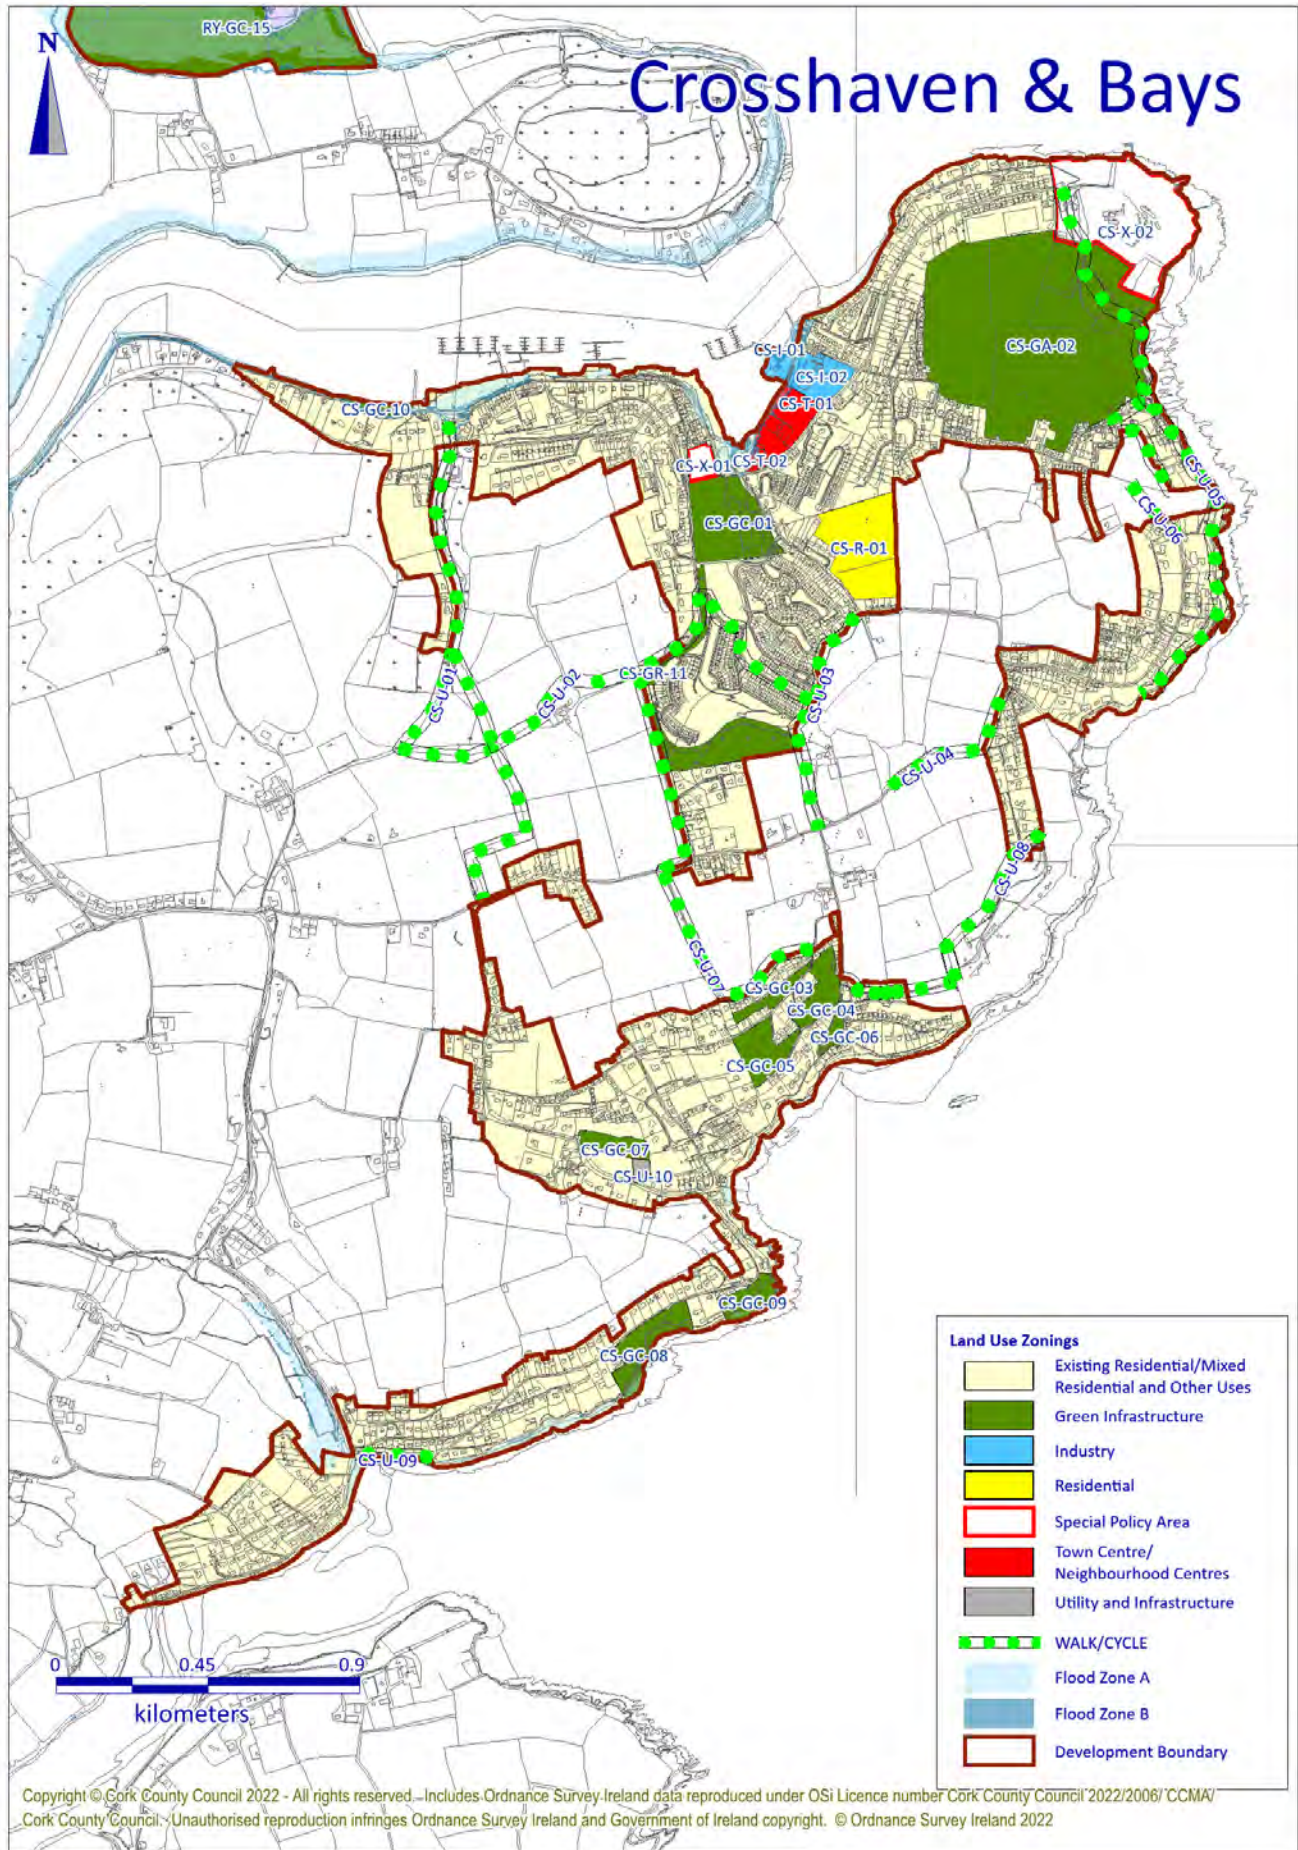 RY-GC-15
N
Crosshaven & Bays
CS-X-02
CS-GA-02
CS-I-01
CS-I-02
CS-T-01
CS-GC-10
CS-T-02
CS-X-01
CS-U-05
CS-GC-01
CS-U-06
CS-R-01
CS-GR-11
CS-U-01
CS-U-02
CS-U-03
CS-U-04
CS-U-08
CS-U-07
CS-GC-03
CS-GC-04
CS-GC-06
CS-GC-05
CS-GC-07
CS-U-10
CS-GC-09
CS-GC-08
CS-U-09
Land Use Zonings
Existing Residential/Mixed
Residential and Other Uses
Green Infrastructure
Industry
Residential
Special Policy Area
Town Centre/
Neighbourhood Centres
Utility and Infrastructure
WALK/CYCLE
Flood Zone A
Flood Zone B
Development Boundary
0 0.45 0.9
kilometers
Copyright © Cork County Council 2022 - All rights reserved. Includes Ordnance Survey Ireland data reproduced under OSi Licence number Cork County Council 2022/2006/ CCMA/
Cork County Council. Unauthorised reproduction infringes Ordnance Survey Ireland and Government of Ireland copyright. © Ordnance Survey Ireland 2022